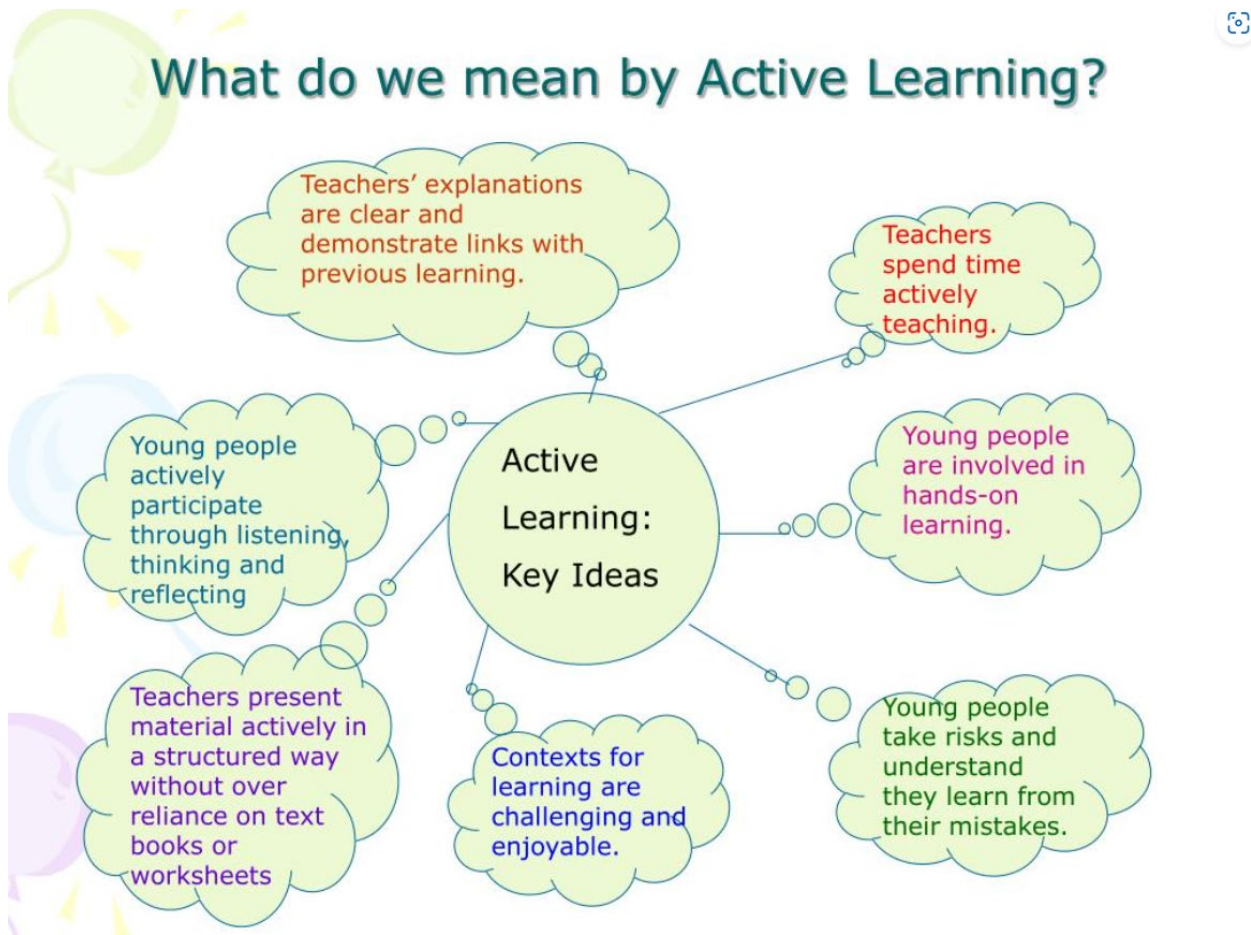 What do we mean by Active Learning?
Teachers’ explanations
are clear and
demonstrate links with
previous learning.
Teachers
spend time
actively
teaching.
Young people
actively
participate
through listening,
thinking and
reflecting
Active
Learning:
Key Ideas
Young people
are involved in
hands-on
learning.
Teachers present
material actively in
a structured way
without over
reliance on text
books or
worksheets
Contexts for
learning are
challenging and
enjoyable.
Young people
take risks and
understand
they learn from
their mistakes.